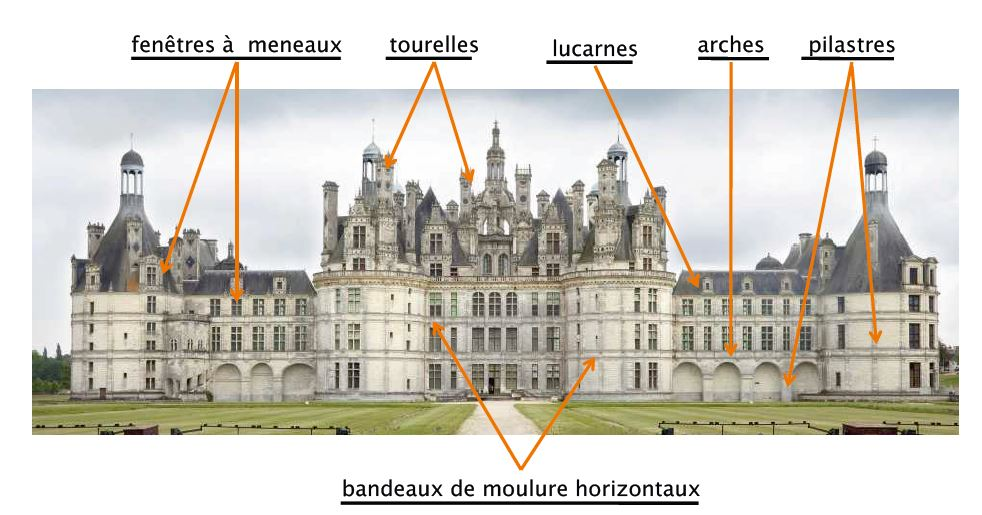 fenêtres à meneaux
tourelles
lucarnes
arches
pilastres
bandeaux de moulure horizontaux